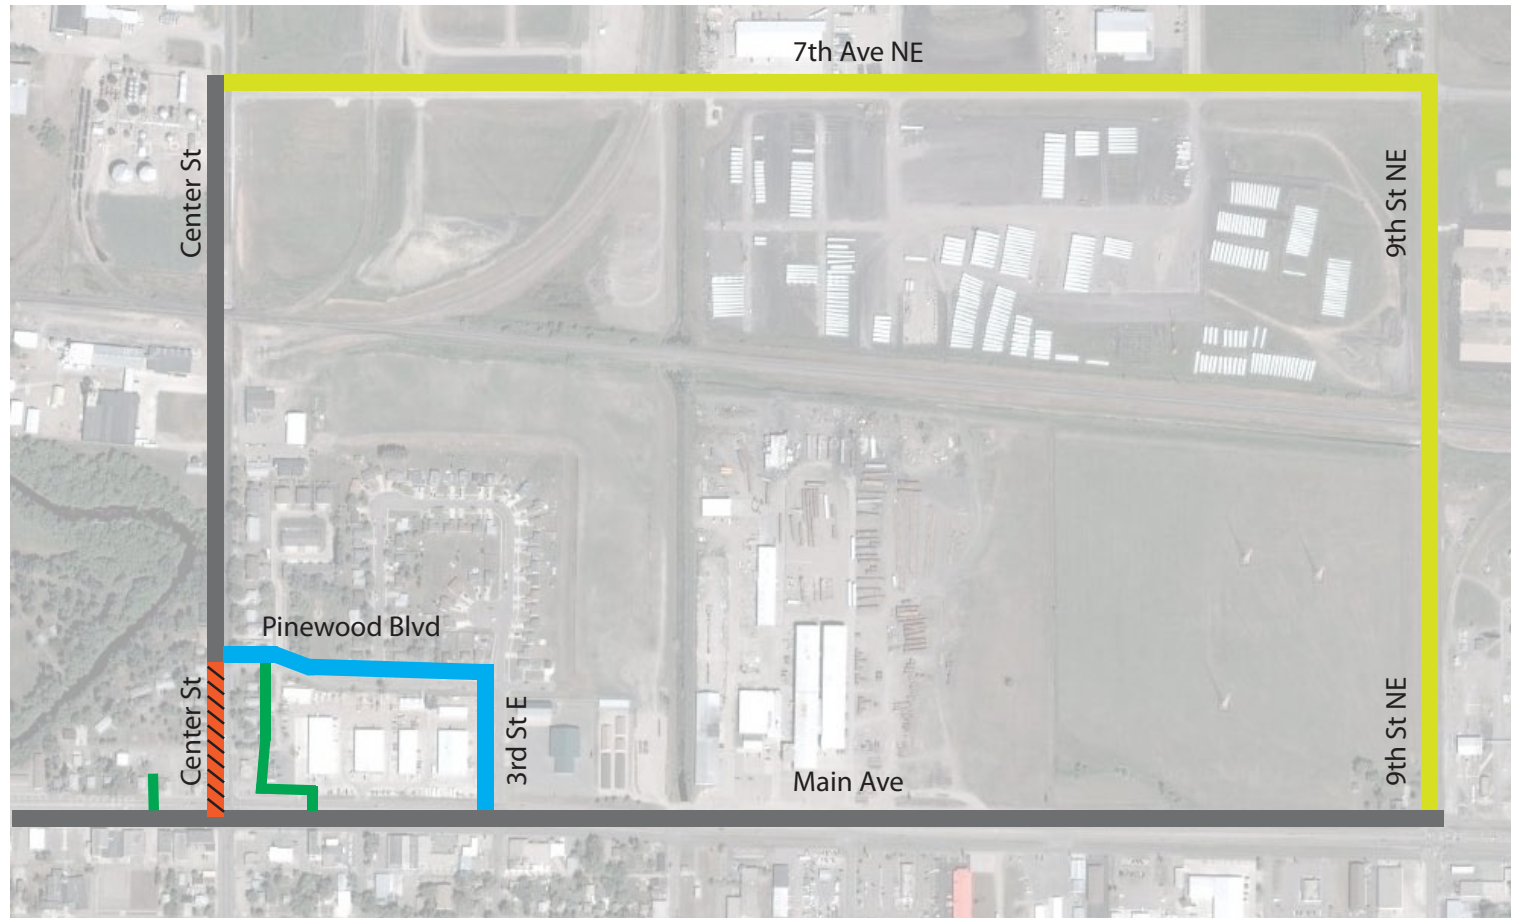 7th Ave NE
Center St
9th St NE
Pinewood Blvd
Center St
3rd St E
Main Ave
9th St NE